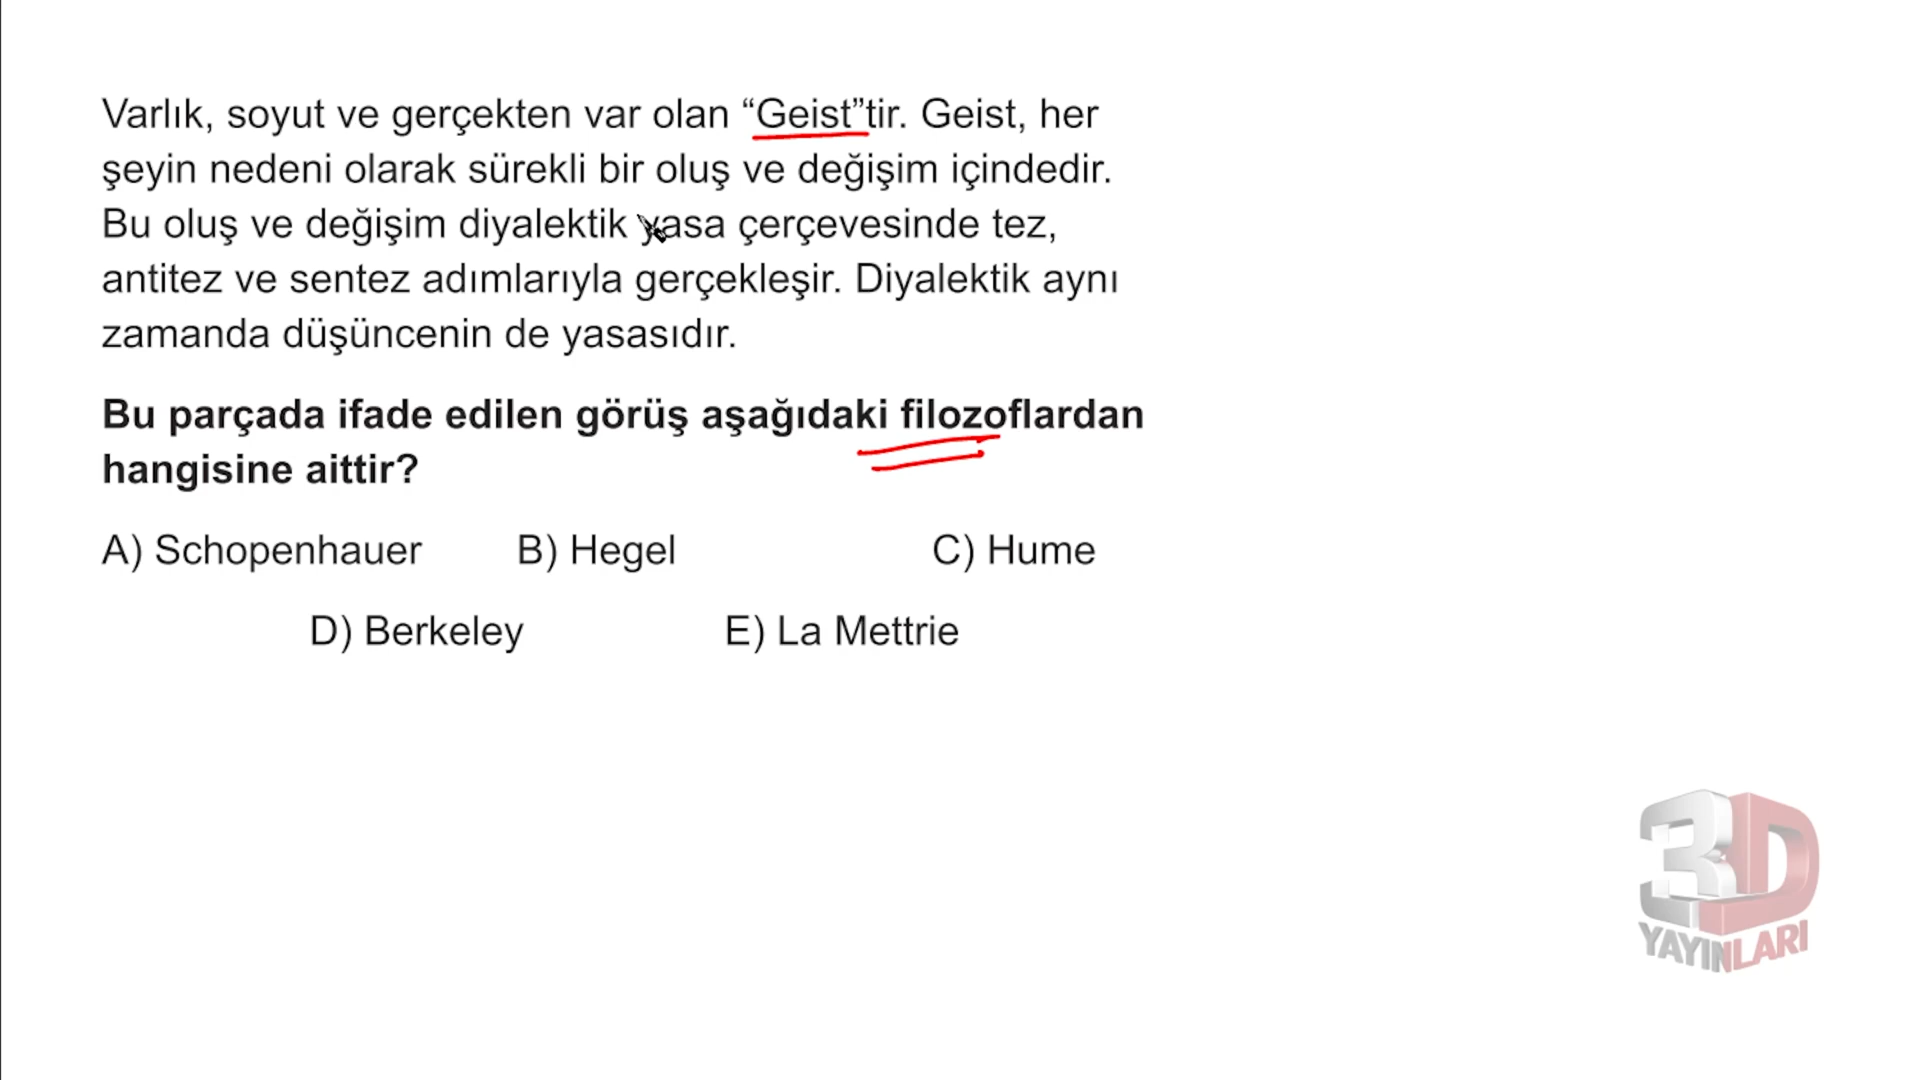 Varlık, soyut ve gerçekten var olan “Geist”tir. Geist, her
şeyin nedeni olarak sürekli bir oluş ve değişim içindedir.
Bu oluş ve değişim diyalektik yasa çerçevesinde tez,
antitez ve sentez adımlarıyla gerçekleşir. Diyalektik aynı
zamanda düşüncenin de yasasıdır.
Bu parçada ifade edilen görüş aşağıdaki filozoflardan
hangisine aittir?
A) Schopenhauer B) Hegel C) Hume
D) Berkeley E) La Mettrie
3D
YAYINLARI